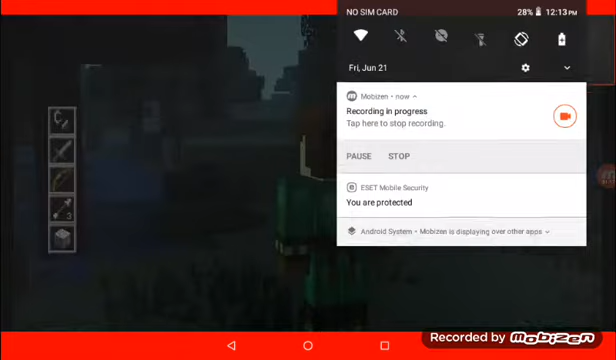 NO SIM CARD 28% 12:13 PM
Fri, Jun 21
Mobizen • now
Recording in progress
Tap here to stop recording.
PAUSE STOP
ESET Mobile Security
You are protected
Android System • Mobizen is displaying over other apps
3
Recorded by MOBIZEN